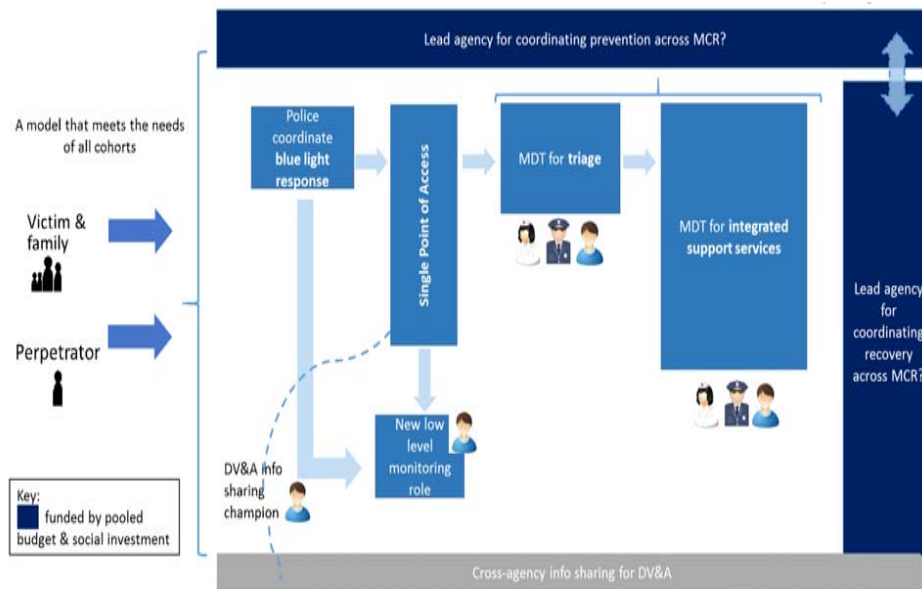 Lead agency for coordinating prevention across MCR?
A model that meets the needs
of all cohorts
Victim &
family
Perpetrator
Police
coordinate
blue light
response
Single Point of Access
MDT for triage
MDT for integrated
support services
Lead agency
for
coordinating
recovery
across MCR?
New low
level
monitoring
role
DV&A info
sharing
champion
Key:
funded by pooled
budget & social investment
Cross-agency info sharing for DV&A